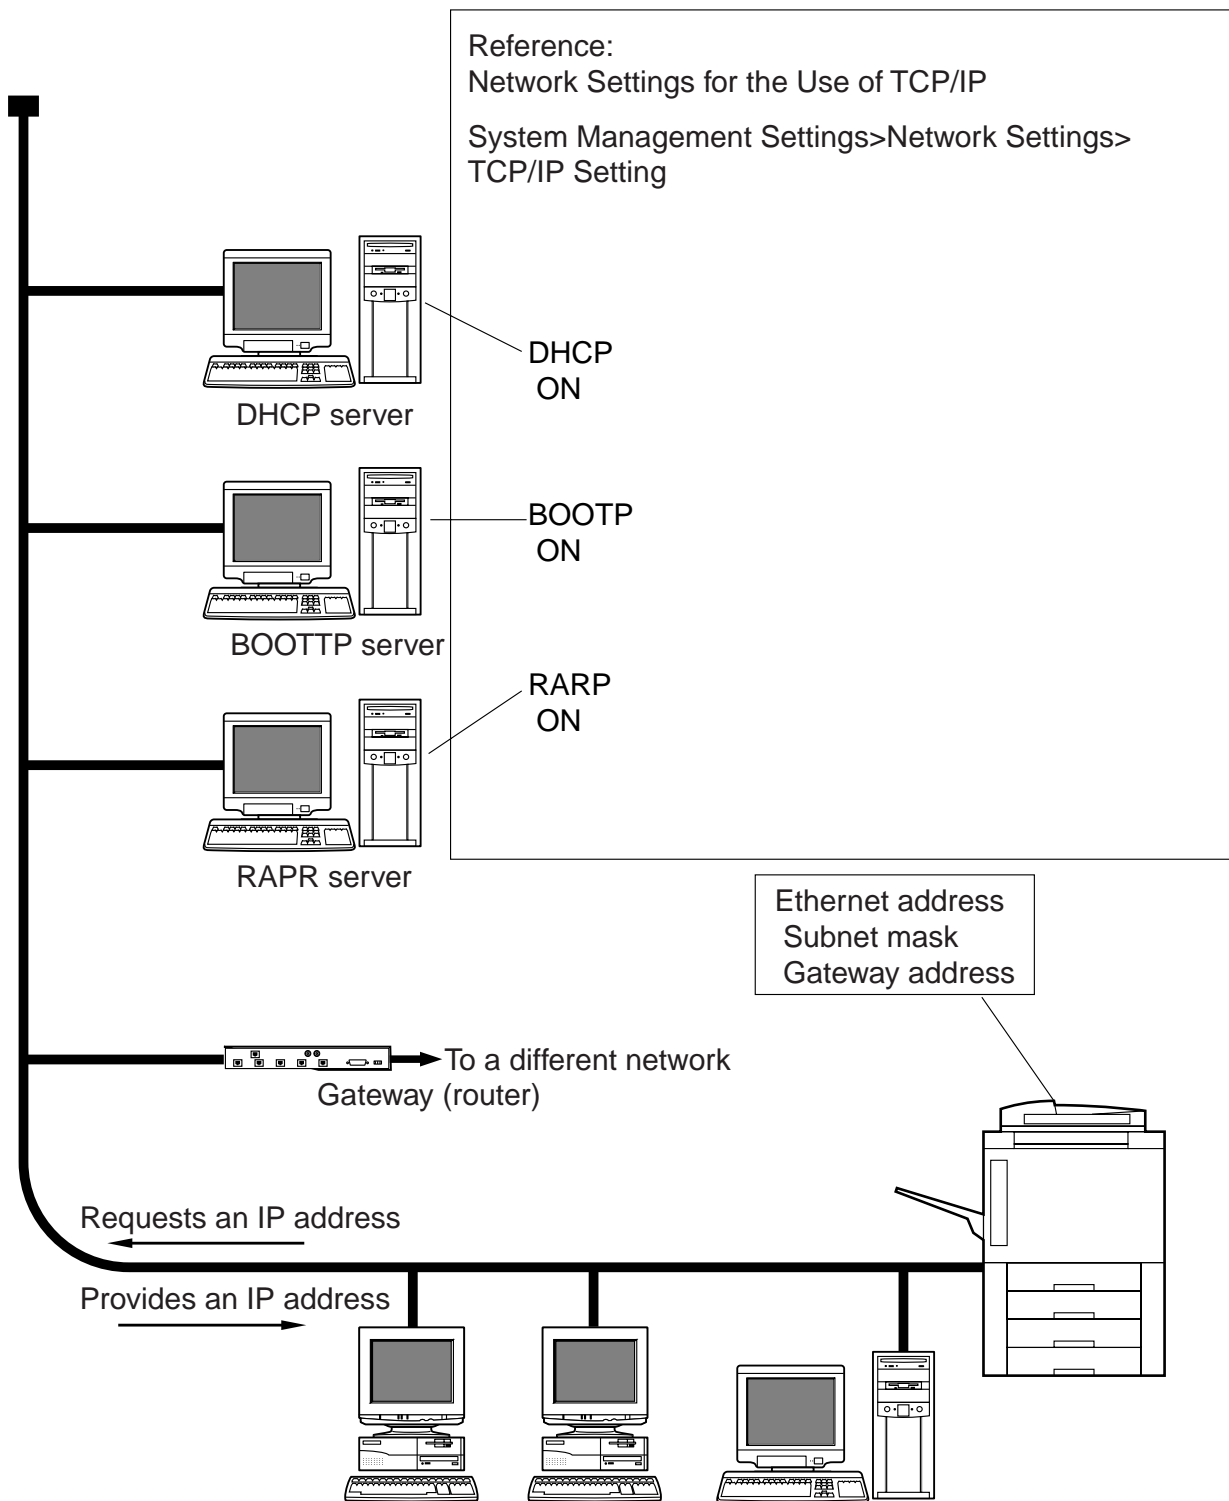 Reference:
Network Settings for the Use of TCP/IP
System Management Settings>Network Settings>
TCP/IP Setting
DHCP
ON
DHCP server
BOOTP
ON
BOOTTP server
RARP
ON
RAPR server
Ethernet address
Subnet mask
Gateway address
To a different network
Gateway (router)
Requests an IP address
Provides an IP address